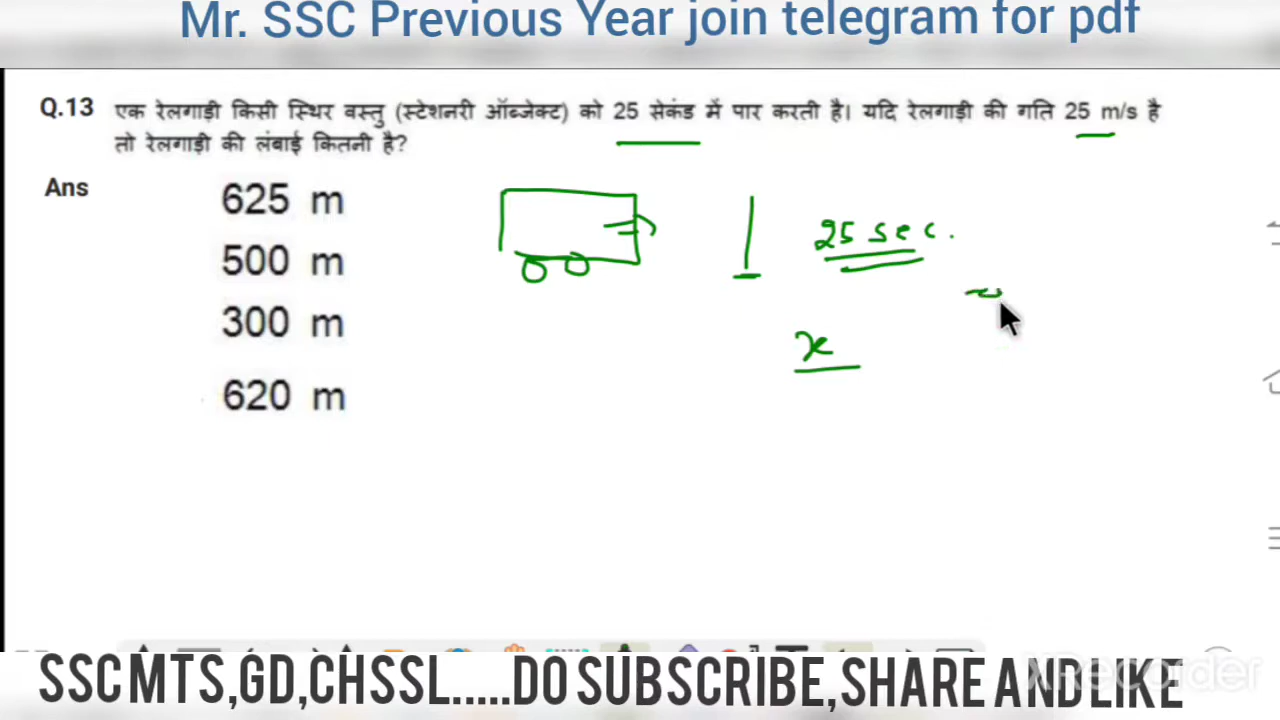 Mr. SSC Previous Year join telegram for pdf
Q.13 एक रेलगाड़ी किसी स्थिर वस्तु (स्टेशनरी ऑब्जेक्ट) को 25 सेकंड में पार करती है। यदि रेलगाड़ी की गति 25 m/s है
तो रेलगाड़ी की लंबाई कितनी है?
Ans 625 m
500 m
300 m
620 m
25 sec.
x
SSC MTS,GD,CHSSL.....DO SUBSCRIBE,SHARE AND LIKE
XRecorder